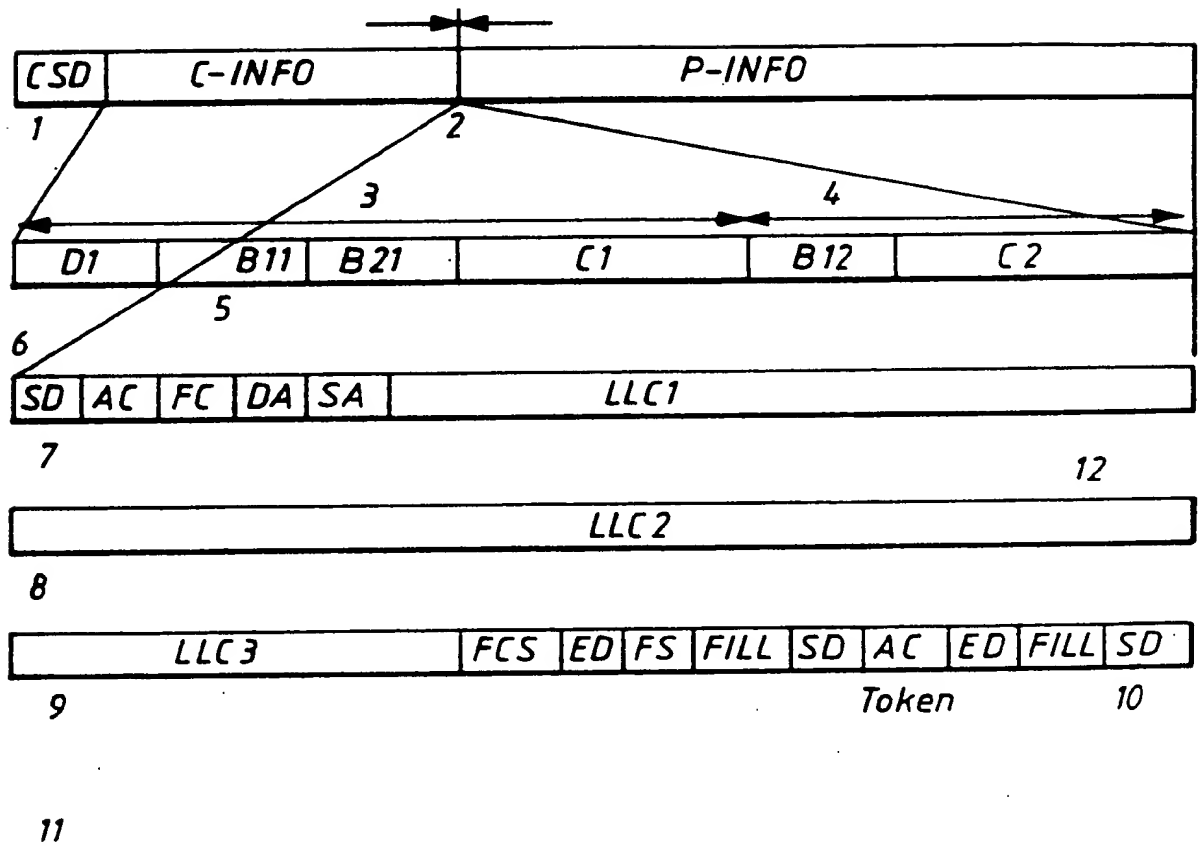 CSD C-INFO P-INFO
1 2
3 4
D1 B11 B21 C1 B12 C2
5
6
SD AC FC DA SA LLC1
7
12
LLC2
8
LLC3 FCS ED FS FILL SD AC ED FILL SD
9 Token 10
11